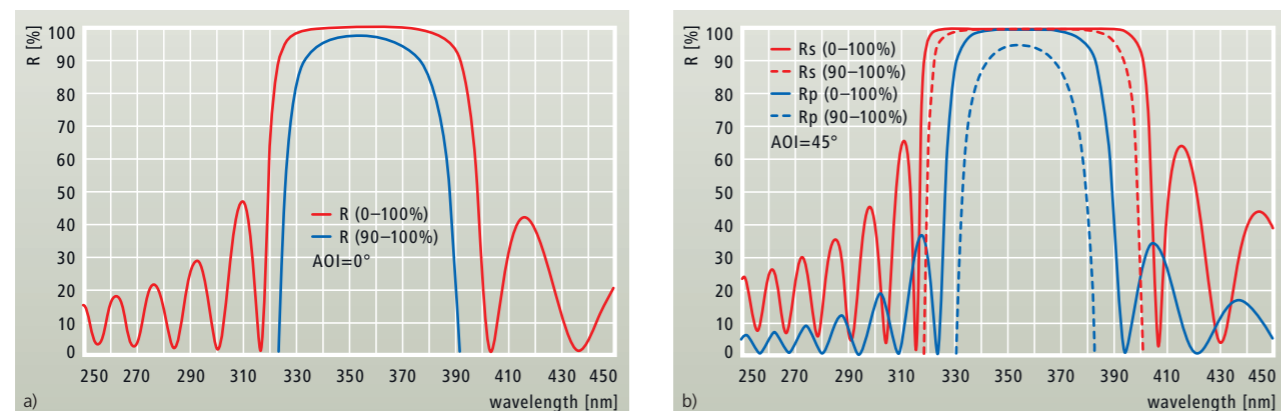 R [%]
100
90
80
70
60
50
40
30
20
10
0
R (0–100%)
R (90–100%)
AOI=0°
250 270 290 310 330 350 370 390 410 430 450
a)
wavelength [nm]
R [%]
100
90
80
70
60
50
40
30
20
10
0
Rs (0–100%)
Rs (90–100%)
Rp (0–100%)
Rp (90–100%)
AOI=45°
250 270 290 310 330 350 370 390 410 430 450
b)
wavelength [nm]